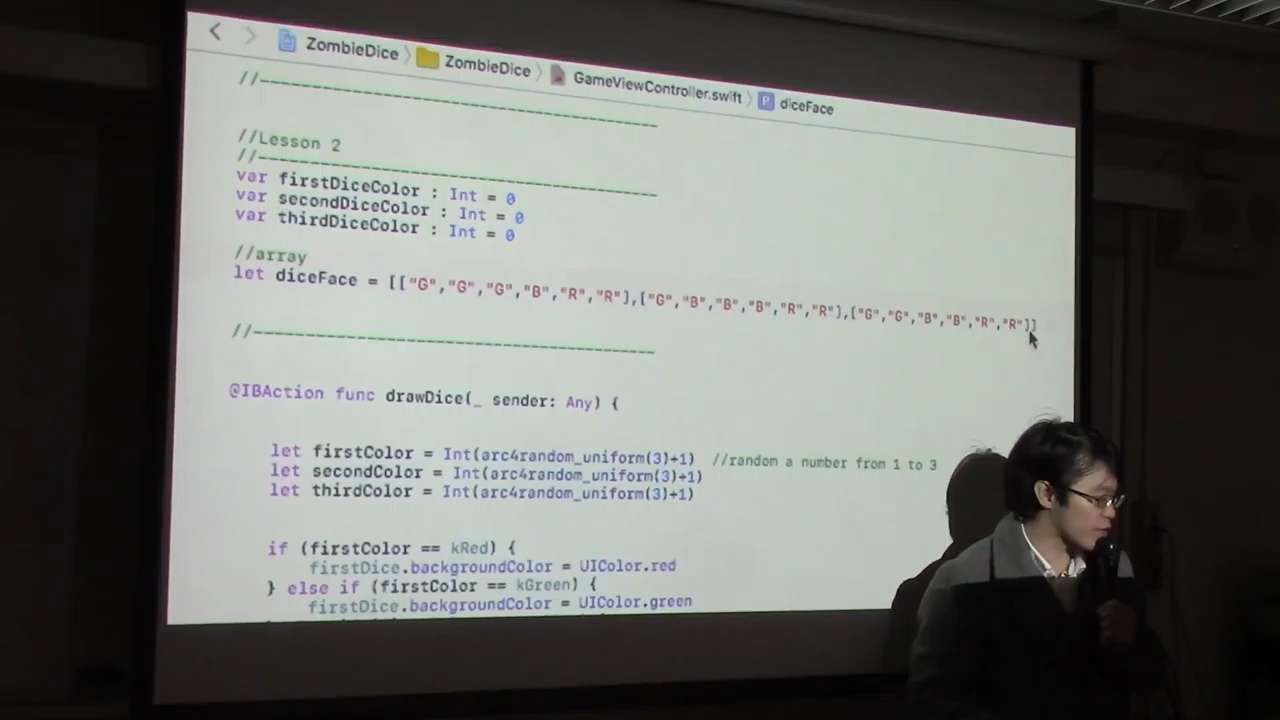 ZombieDice ZombieDice GameViewController.swift diceFace
//----------------------------------------
//Lesson 2
//----------------------------------------
var firstDiceColor : Int = 0
var secondDiceColor : Int = 0
var thirdDiceColor : Int = 0
//array
let diceFace = [["G","G","G","B","R","R"],["G","B","B","B","R","R"],["G","G","B","B","R","R"]]
//----------------------------------------
@IBAction func drawDice(_ sender: Any) {
let firstColor = Int(arc4random_uniform(3)+1) //random a number from 1 to 3
let secondColor = Int(arc4random_uniform(3)+1)
let thirdColor = Int(arc4random_uniform(3)+1)
if (firstColor == kRed) {
firstDice.backgroundColor = UIColor.red
} else if (firstColor == kGreen) {
firstDice.backgroundColor = UIColor.green